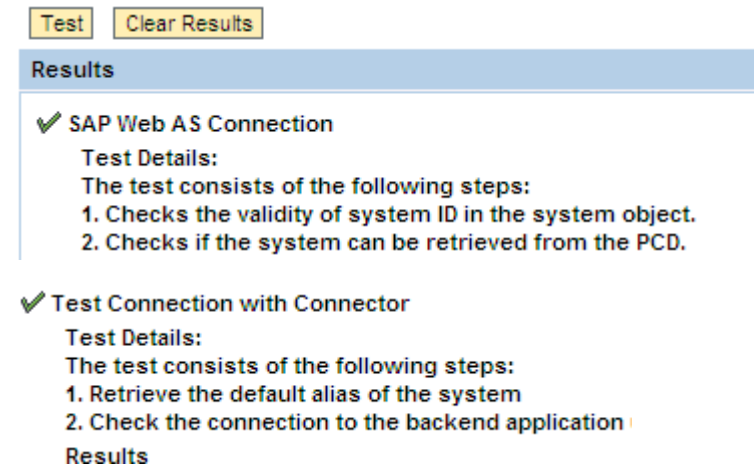 Test Clear Results
Results
SAP Web AS Connection
Test Details:
The test consists of the following steps:
1. Checks the validity of system ID in the system object.
2. Checks if the system can be retrieved from the PCD.
Test Connection with Connector
Test Details:
The test consists of the following steps:
1. Retrieve the default alias of the system
2. Check the connection to the backend application
Results